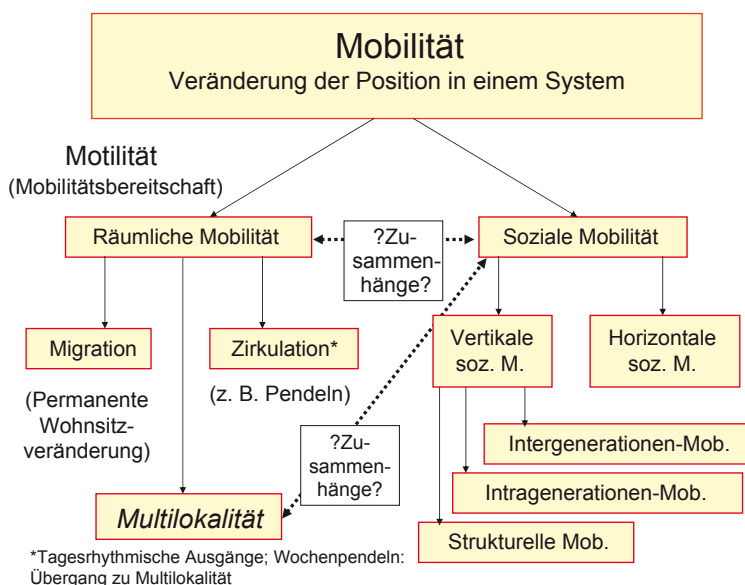 Mobilität
Veränderung der Position in einem System
Motilität
(Mobilitätsbereitschaft)
Räumliche Mobilität
?Zu-
sammen-
hänge?
Soziale Mobilität
Migration
Zirkulation*
Vertikale
soz. M.
Horizontale
soz. M.
(Permanente
Wohnsitz-
veränderung)
(z. B. Pendeln)
?Zu-
sammen-
hänge?
Intergenerationen-Mob.
Intragenerationen-Mob.
Multilokalität
Strukturelle Mob.
*Tagesrhythmische Ausgänge; Wochenpendeln:
Übergang zu Multilokalität